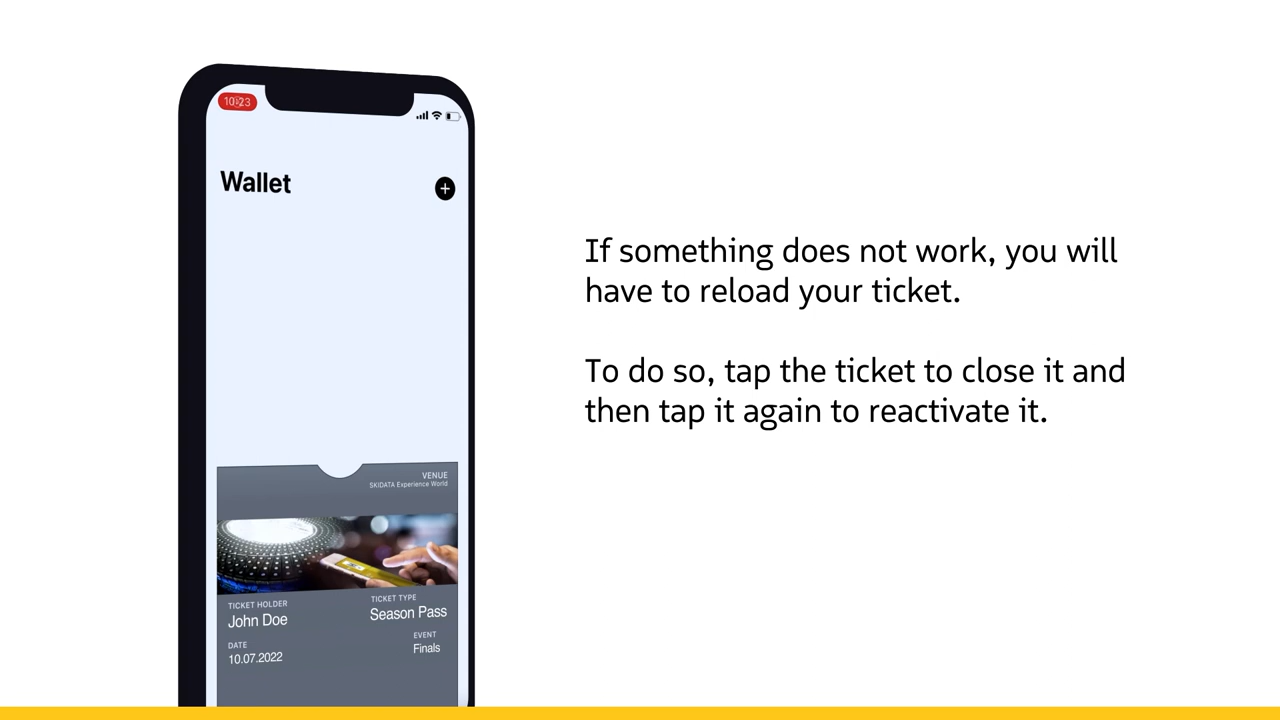 10:23
Wallet
If something does not work, you will
have to reload your ticket.
To do so, tap the ticket to close it and
then tap it again to reactivate it.
VENUE
SKIDATA Experience World
TICKET HOLDER
John Doe
TICKET TYPE
Season Pass
DATE
10.07.2022
EVENT
Finals